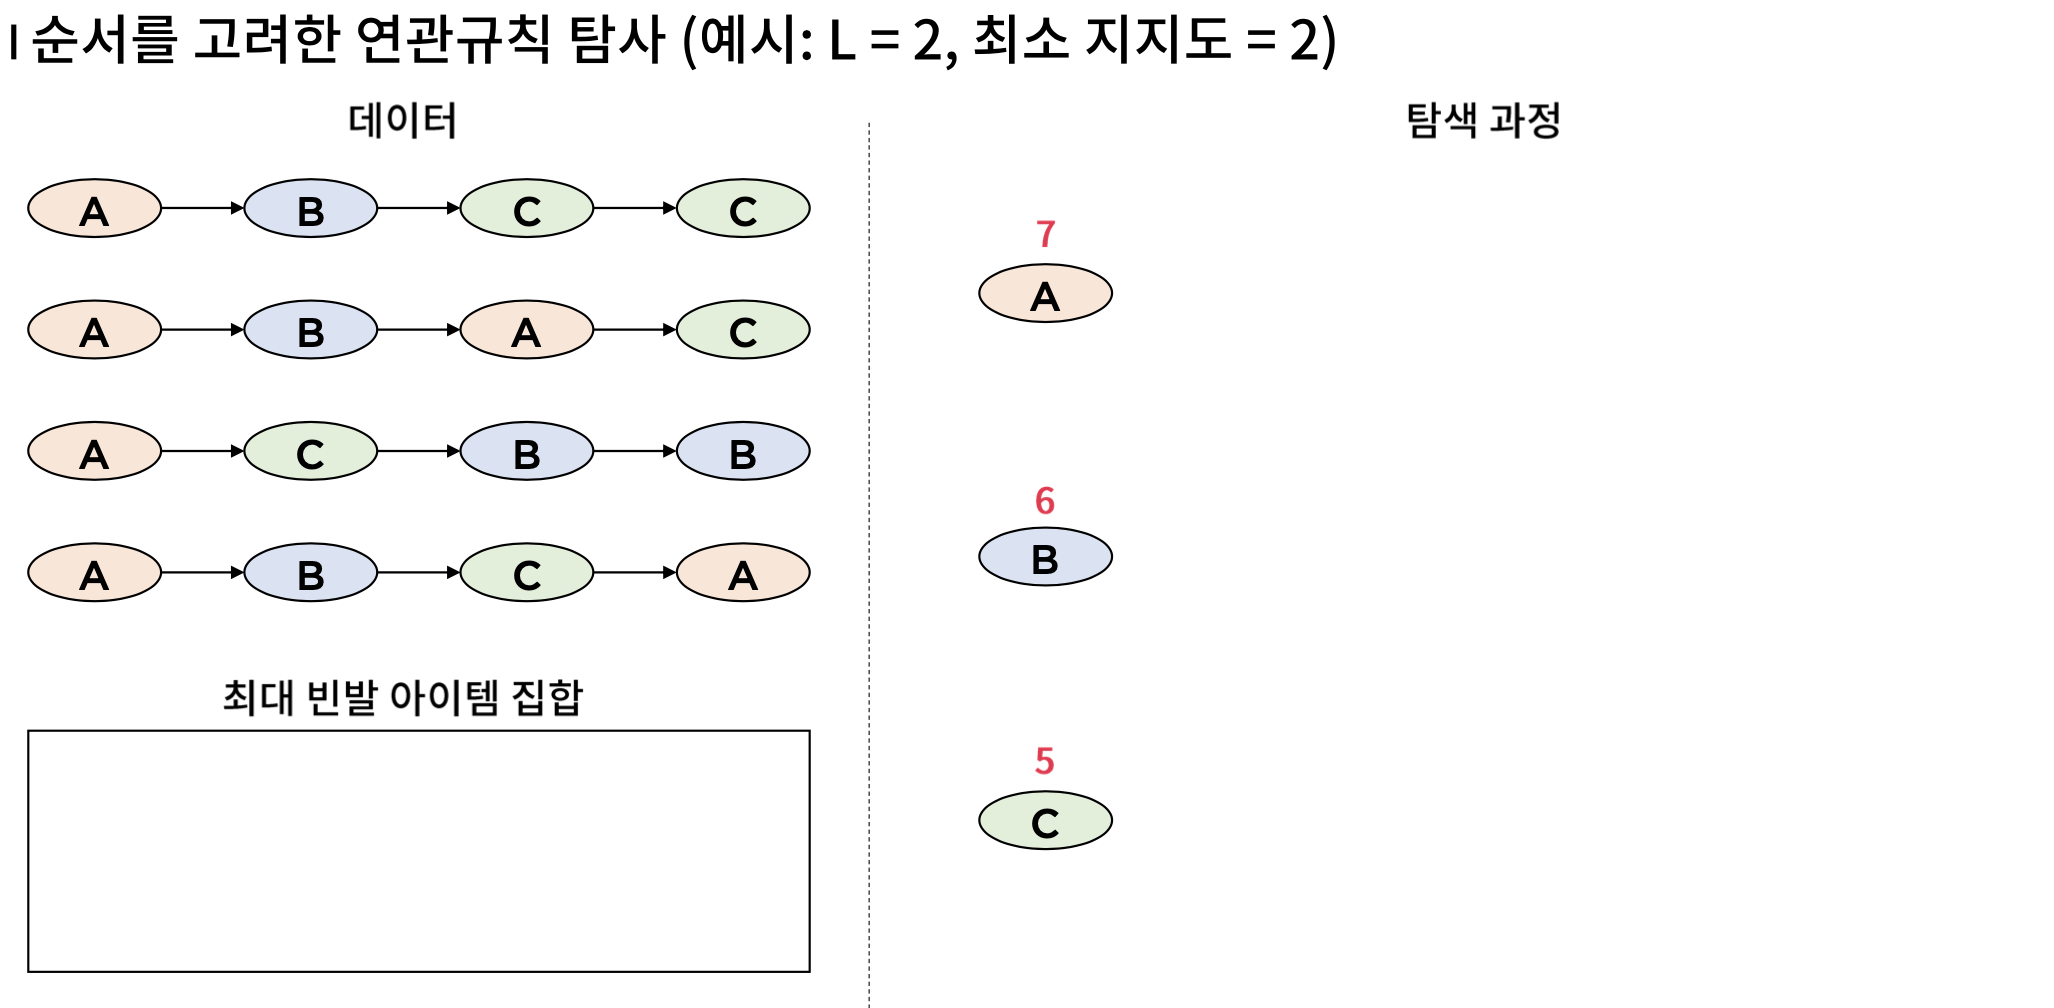 I 순서를 고려한 연관규칙 탐사 (예시: L = 2, 최소 지지도 = 2)
데이터
A B C C
A B A C
A C B B
A B C A
최대 빈발 아이템 집합
탐색 과정
7
A
6
B
5
C